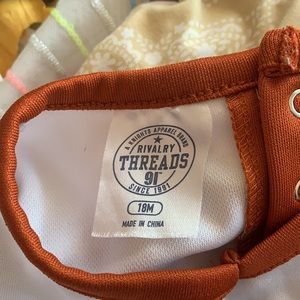 A KNIGHTS APPAREL BRAND
RIVALRY
THREADS
91
SINCE 1991
18M
MADE IN CHINA